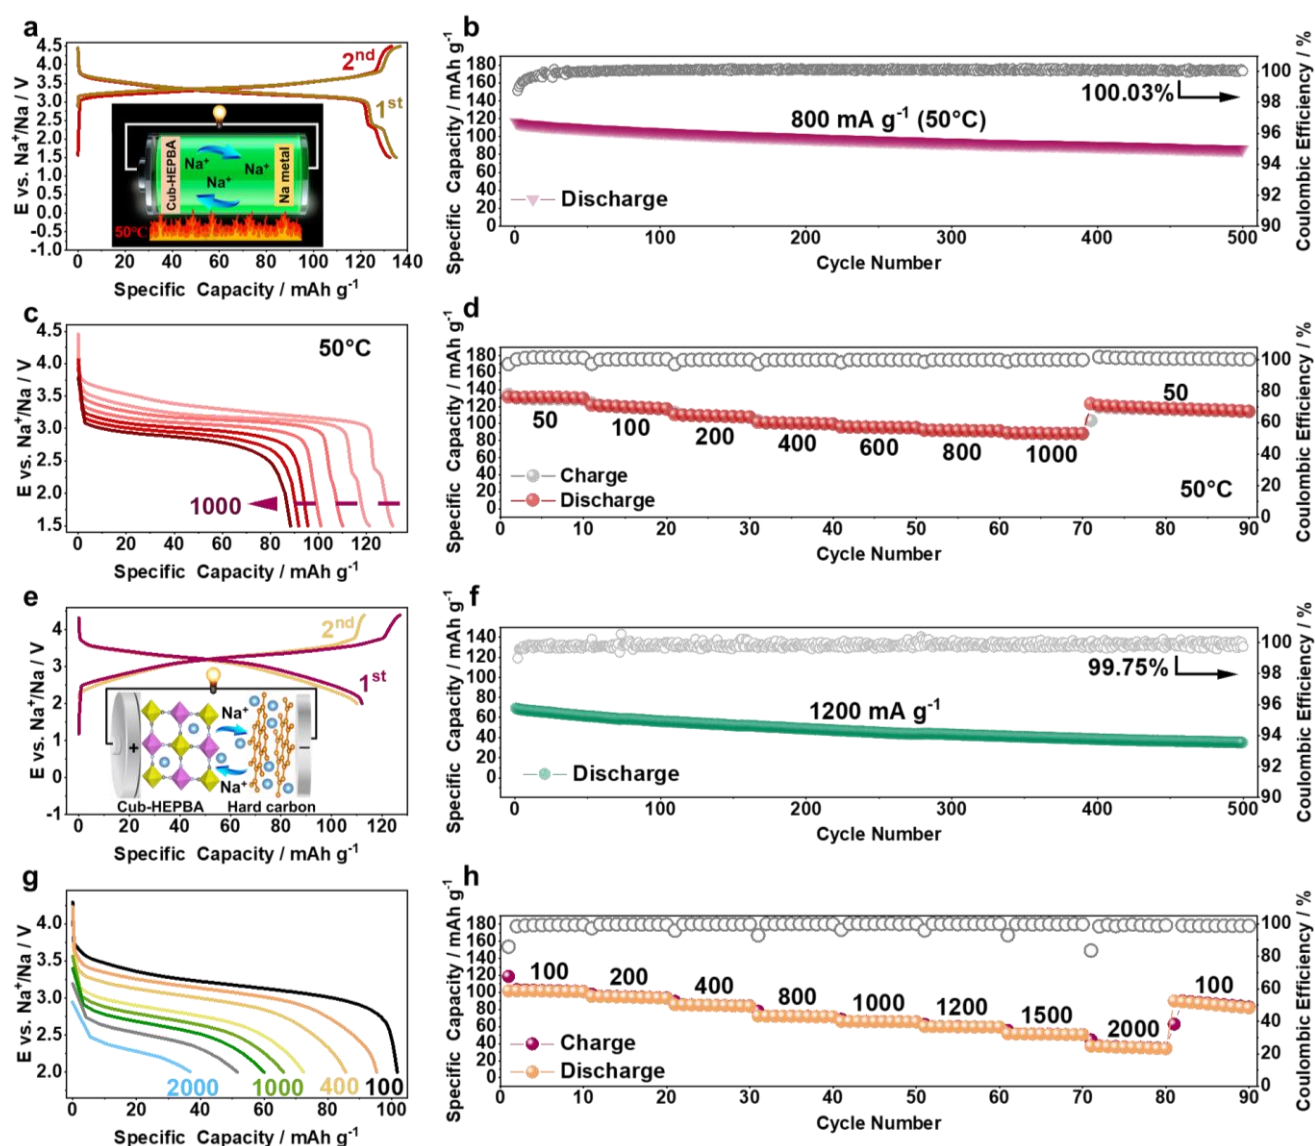 a
E vs. Na⁺/Na / V
4.5
4.0
3.5
3.0
2.5
2.0
1.5
1.0
0.5
0.0
-0.5
-1.0
2nd
1st
Cub-HEPBA
Na⁺
Na⁺
Na⁺
Na metal
50°C
0 20 40 60 80 100 120 140
Specific Capacity / mAh g⁻¹
b
Specific Capacity / mAh g⁻¹
180
160
140
120
100
80
60
40
20
0
100.03%
800 mA g⁻¹ (50°C)
Discharge
100
98
96
94
92
90
Coulombic Efficiency / %
0 100 200 300 400 500
Cycle Number
c
E vs. Na⁺/Na / V
4.5
4.0
3.5
3.0
2.5
2.0
1.5
50°C
1000
0 20 40 60 80 100 120
Specific Capacity / mAh g⁻¹
d
Specific Capacity / mAh g⁻¹
180
160
140
120
100
80
60
40
20
0
50 100 200 400 600 800 1000 50
Charge
Discharge
50°C
100
80
60
40
20
0
Coulombic Efficiency / %
0 10 20 30 40 50 60 70 80 90
Cycle Number
e
E vs. Na⁺/Na / V
4
3
2
1
0
-1
2nd
1st
Na⁺
Na⁺
+
−
Cub-HEPBA Hard carbon
0 20 40 60 80 100 120
Specific Capacity / mAh g⁻¹
f
Specific Capacity / mAh g⁻¹
140
120
100
80
60
40
20
0
99.75%
1200 mA g⁻¹
Discharge
100
98
96
94
92
90
Coulombic Efficiency / %
0 100 200 300 400 500
Cycle Number
g
E vs. Na⁺/Na / V
4.0
3.5
3.0
2.5
2.0
2000 1000 400 100
0 20 40 60 80 100
Specific Capacity / mAh g⁻¹
h
Specific Capacity / mAh g⁻¹
180
160
140
120
100
80
60
40
20
0
100 200 400 800 1000 1200 1500 2000 100
Charge
Discharge
100
80
60
40
20
0
Coulombic Efficiency / %
0 10 20 30 40 50 60 70 80 90
Cycle Number